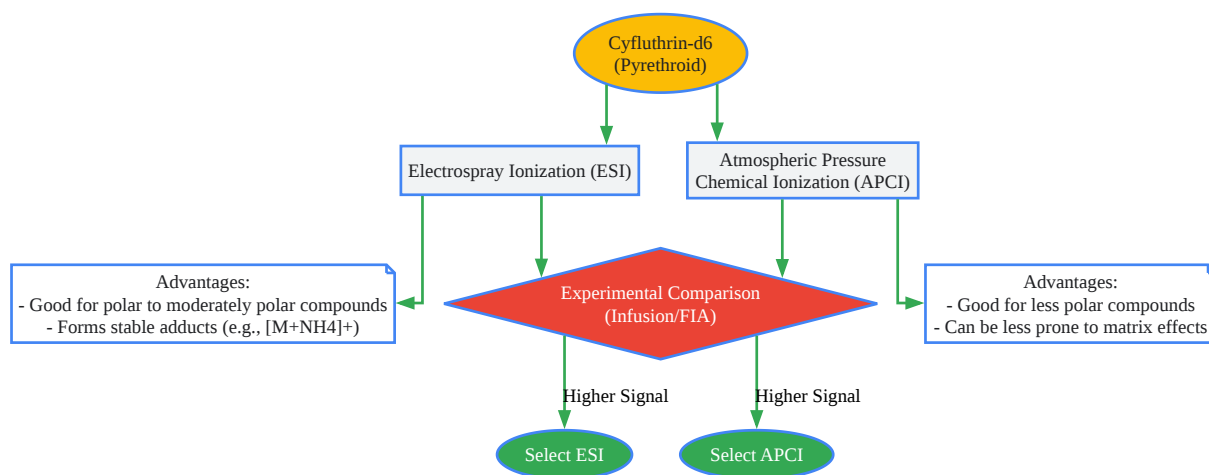 Cyfluthrin-d6
(Pyrethroid)
Electrospray Ionization (ESI)
Atmospheric Pressure
Chemical Ionization (APCI)
Advantages:
- Good for polar to moderately polar compounds
- Forms stable adducts (e.g., [M+NH4]+)
Experimental Comparison
(Infusion/FIA)
Advantages:
- Good for less polar compounds
- Can be less prone to matrix effects
Higher Signal
Higher Signal
Select ESI
Select APCI